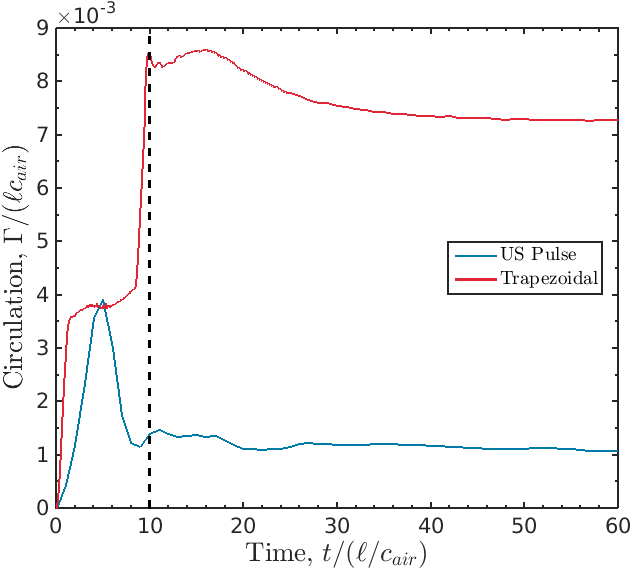 ×10⁻³
9
8
7
6
5
4
3
2
1
0
Circulation, Γ/(ℓc_air)
US Pulse
Trapezoidal
0 10 20 30 40 50 60
Time, t/(ℓ/c_air)